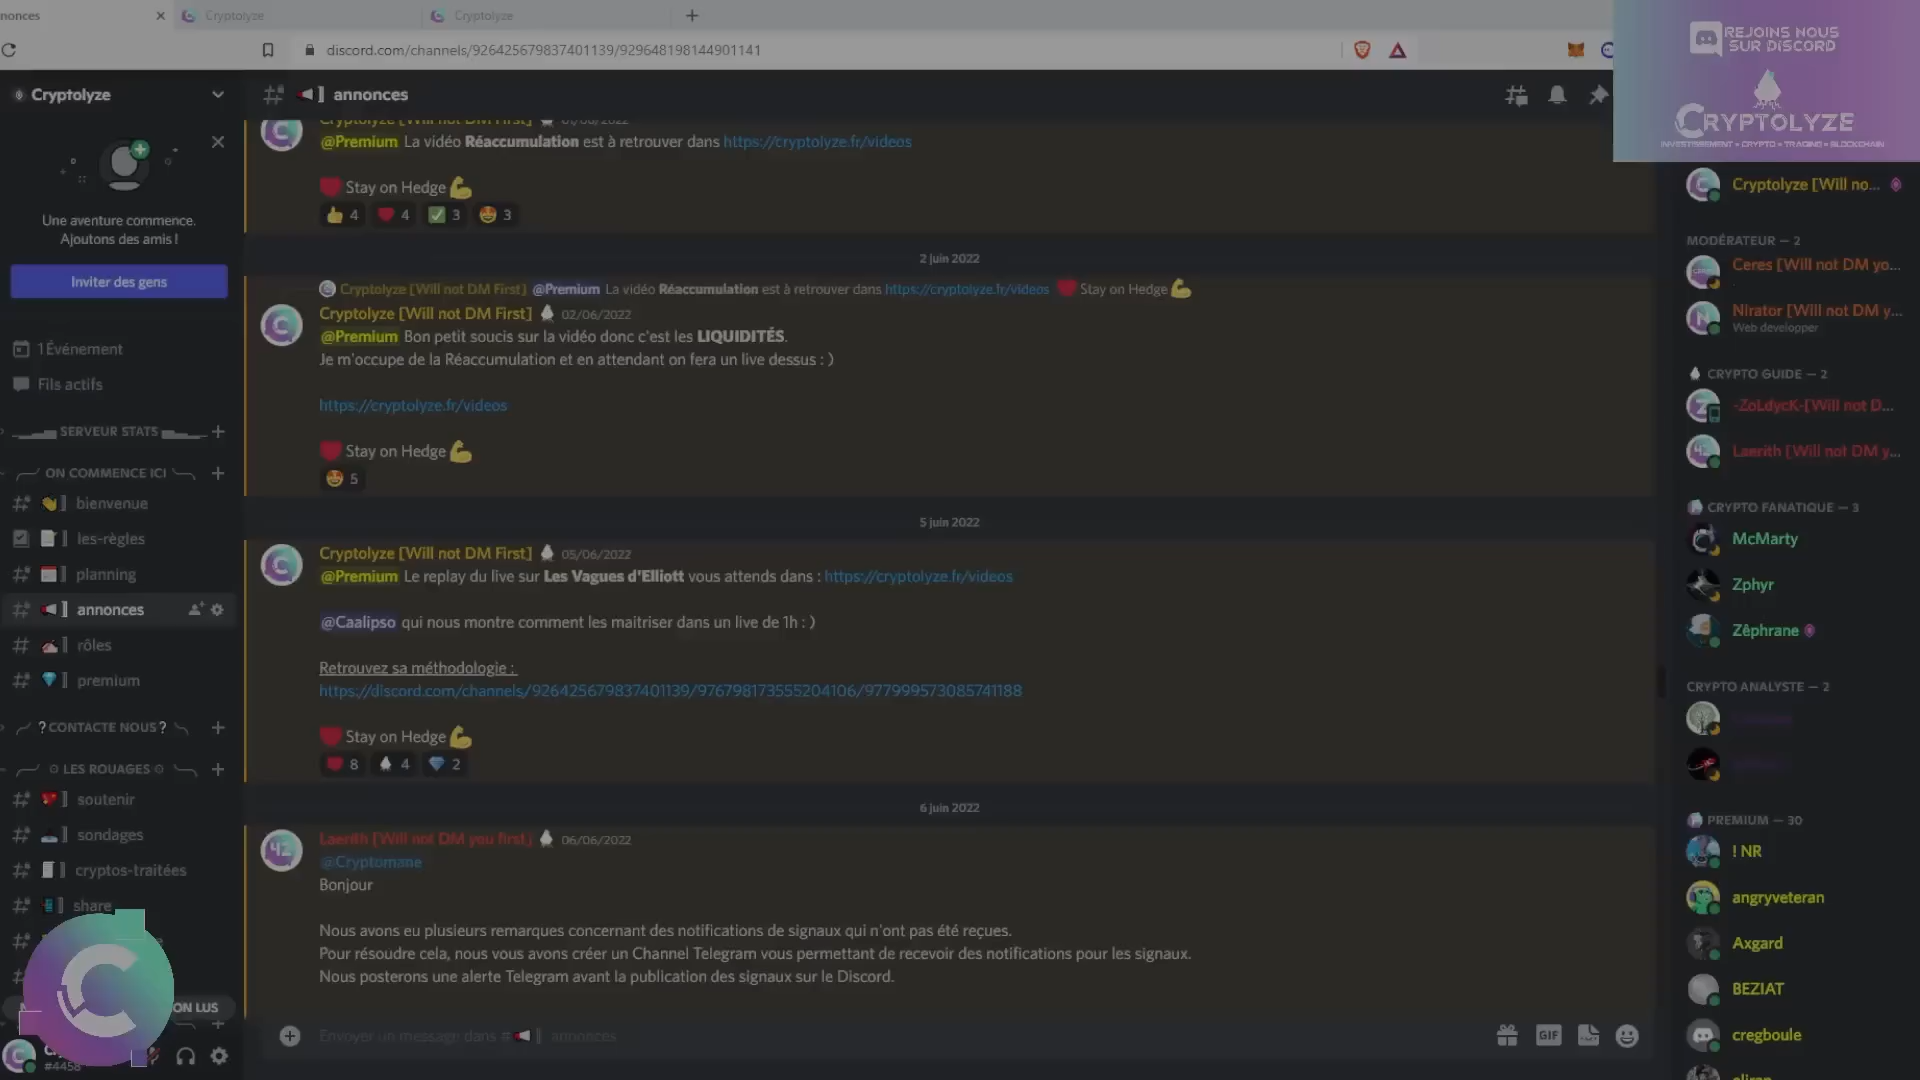 nonces
Cryptolyze
Cryptolyze
discord.com/channels/926425679837401139/929648198144901141
REJOINS NOUS
SUR DISCORD
CRYPTOLYZE
INVESTISSEMENT • CRYPTO • TRADING • BLOCKCHAIN
Cryptolyze
Une aventure commence.
Ajoutons des amis !
Inviter des gens
1 Événement
Fils actifs
SERVEUR STATS
ON COMMENCE ICI
bienvenue
les-règles
planning
annonces
rôles
premium
? CONTACTE NOUS ?
LES ROUAGES
soutenir
sondages
cryptos-traitées
share
ON LUS
#4458
annonces
Cryptolyze [Will not DM First] 01/06/2022
@Premium La vidéo Réaccumulation est à retrouver dans https://cryptolyze.fr/videos
Stay on Hedge
4 4 3 3
2 juin 2022
Cryptolyze [Will not DM First] @Premium La vidéo Réaccumulation est à retrouver dans https://cryptolyze.fr/videos Stay on Hedge
Cryptolyze [Will not DM First] 02/06/2022
@Premium Bon petit soucis sur la vidéo donc c'est les LIQUIDITÉS.
Je m'occupe de la Réaccumulation et en attendant on fera un live dessus : )
https://cryptolyze.fr/videos
Stay on Hedge
5
5 juin 2022
Cryptolyze [Will not DM First] 05/06/2022
@Premium Le replay du live sur Les Vagues d'Elliott vous attends dans : https://cryptolyze.fr/videos
@Caalipso qui nous montre comment les maitriser dans un live de 1h : )
Retrouvez sa méthodologie :
https://discord.com/channels/926425679837401139/976798173555204106/977999573085741188
Stay on Hedge
8 4 2
6 juin 2022
Laerith [Will not DM you first] 06/06/2022
@Cryptomane
Bonjour
Nous avons eu plusieurs remarques concernant des notifications de signaux qui n'ont pas été reçues.
Pour résoudre cela, nous vous avons créer un Channel Telegram vous permettant de recevoir des notifications pour les signaux.
Nous posterons une alerte Telegram avant la publication des signaux sur le Discord.
Envoyer un message dans # annonces
GIF
Cryptolyze [Will no...
MODÉRATEUR — 2
Ceres [Will not DM yo...
Nirator [Will not DM y...
Web developper
CRYPTO GUIDE — 2
-ZoLdycK-[Will not D...
Laerith [Will not DM y...
CRYPTO FANATIQUE — 3
McMarty
Zphyr
Zêphrane
CRYPTO ANALYSTE — 2
PREMIUM — 30
! NR
angryveteran
Axgard
BEZIAT
cregboule